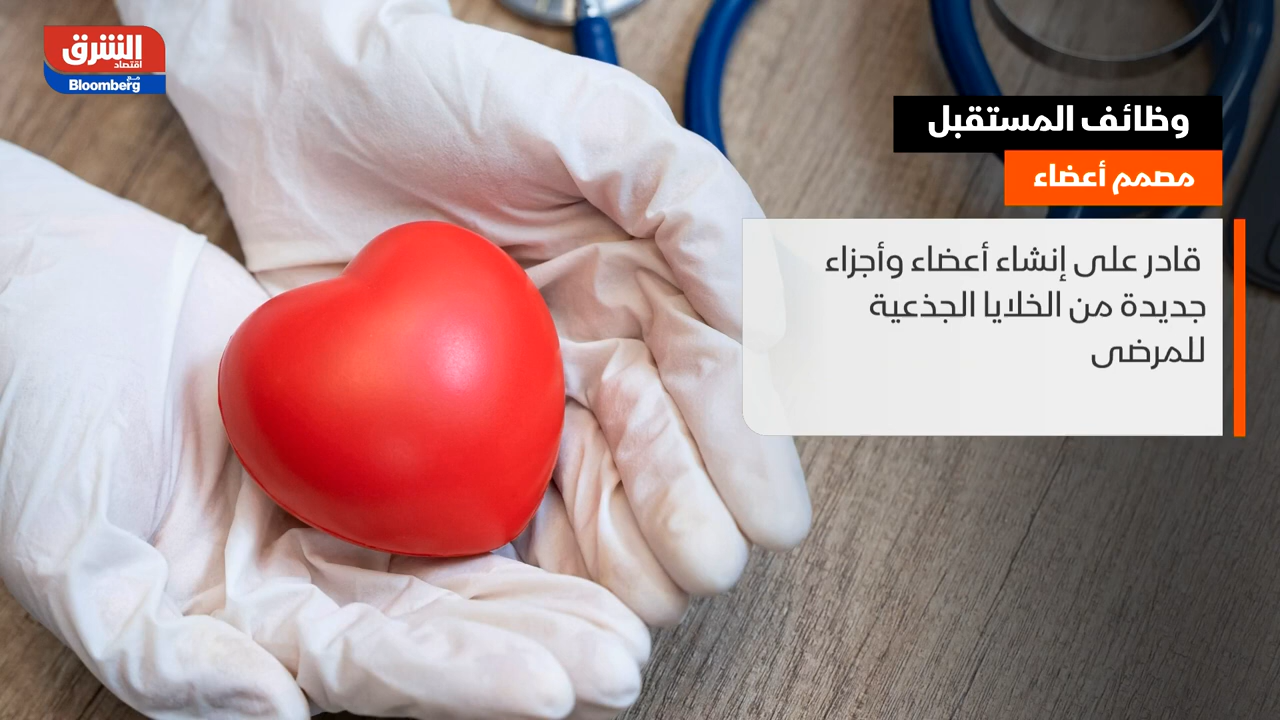 الشرق
اقتصاد
مع
Bloomberg
وظائف المستقبل
مصمم أعضاء
قادر على إنشاء أعضاء وأجزاء
جديدة من الخلايا الجذعية
للمرضى